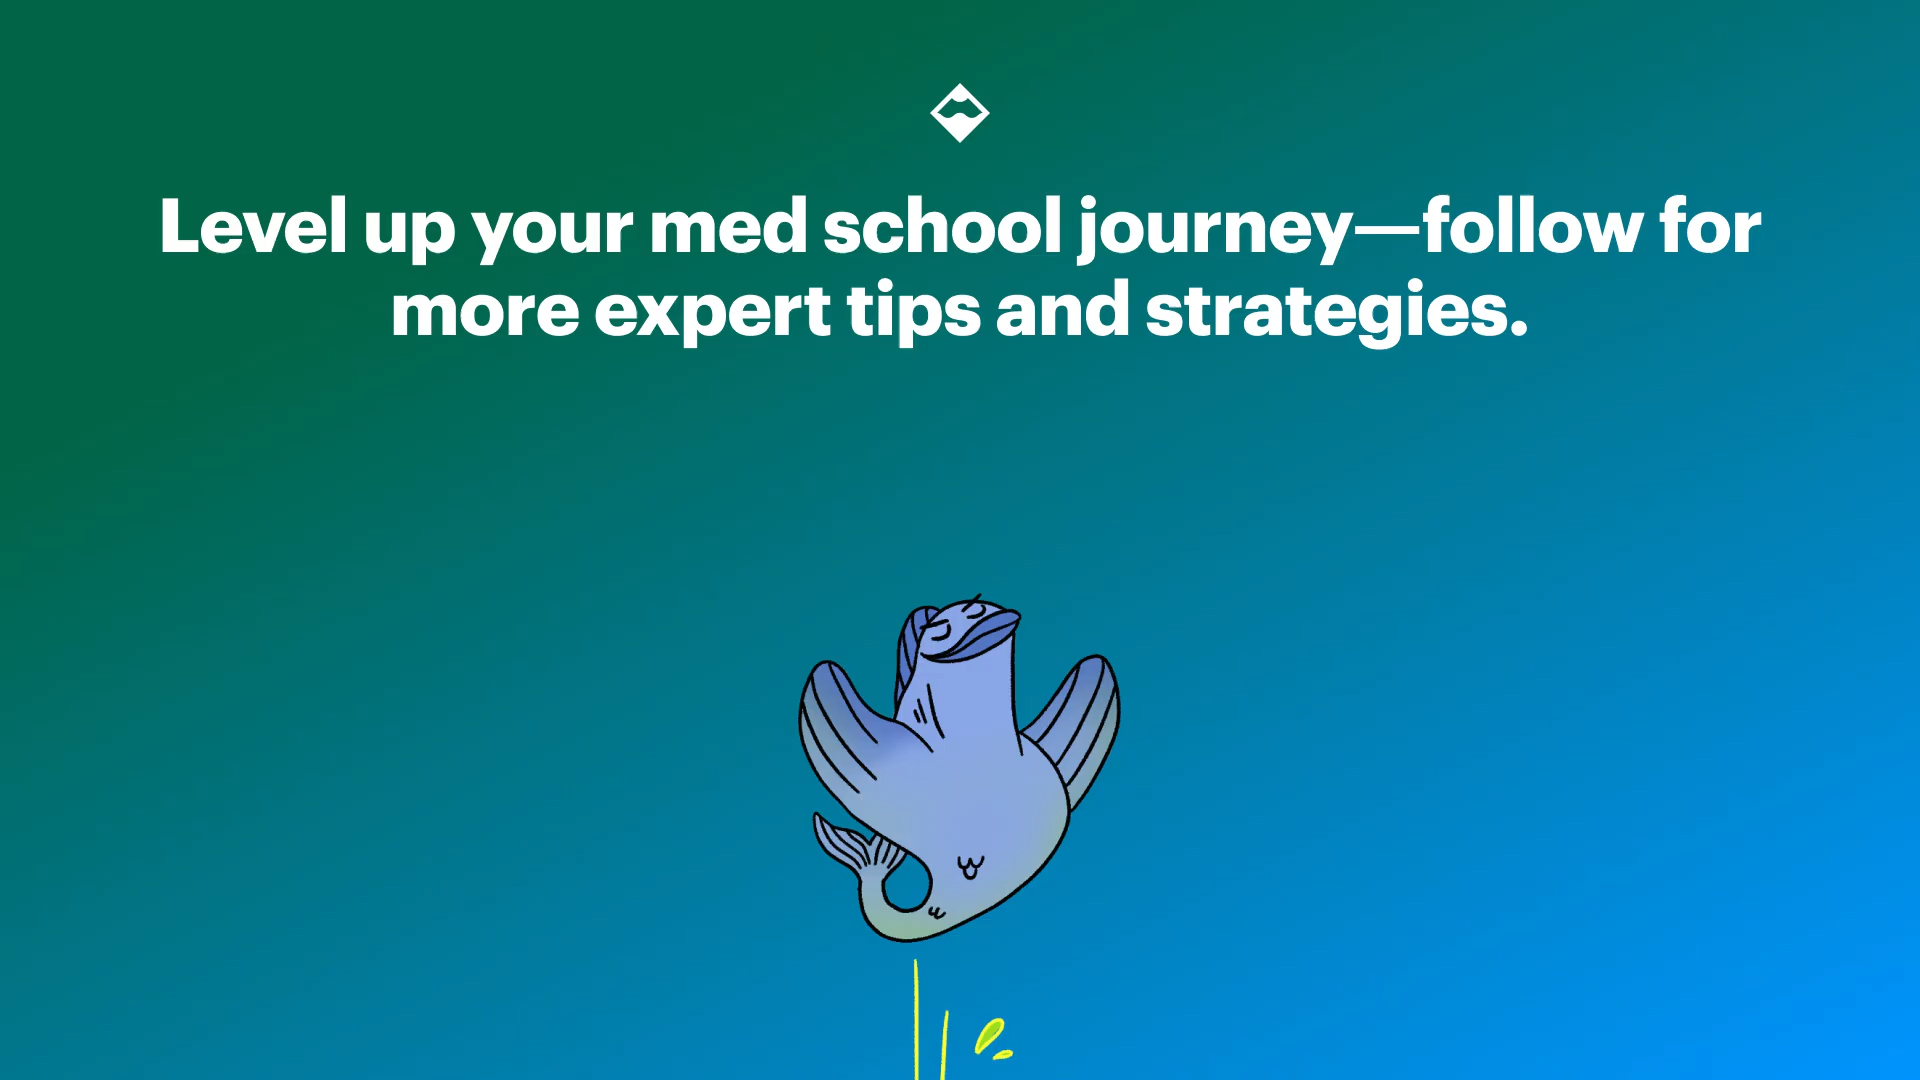 Level up your med school journey—follow for
more expert tips and strategies.